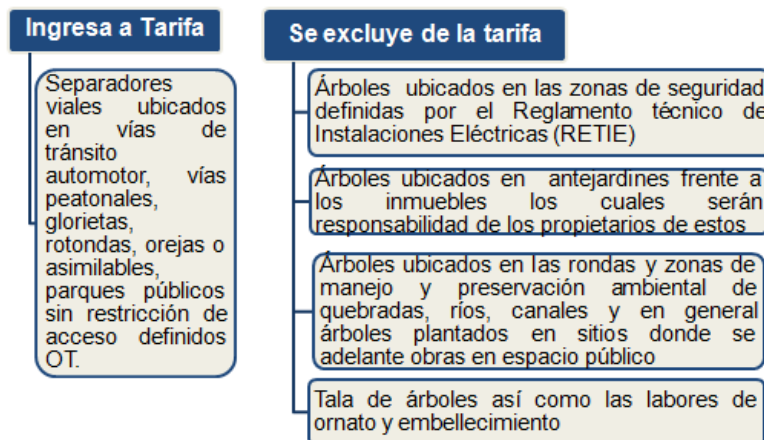 Ingresa a Tarifa
Separadores
viales ubicados
en vías de
tránsito
automotor, vías
peatonales,
glorietas,
rotondas, orejas o
asimilables,
parques públicos
sin restricción de
acceso definidos
OT.
Se excluye de la tarifa
Árboles ubicados en las zonas de seguridad
definidas por el Reglamento técnico de
Instalaciones Eléctricas (RETIE)
Árboles ubicados en antejardines frente a
los inmuebles los cuales serán
responsabilidad de los propietarios de estos
Árboles ubicados en las rondas y zonas de
manejo y preservación ambiental de
quebradas, ríos, canales y en general
árboles plantados en sitios donde se
adelante obras en espacio público
Tala de árboles así como las labores de
ornato y embellecimiento